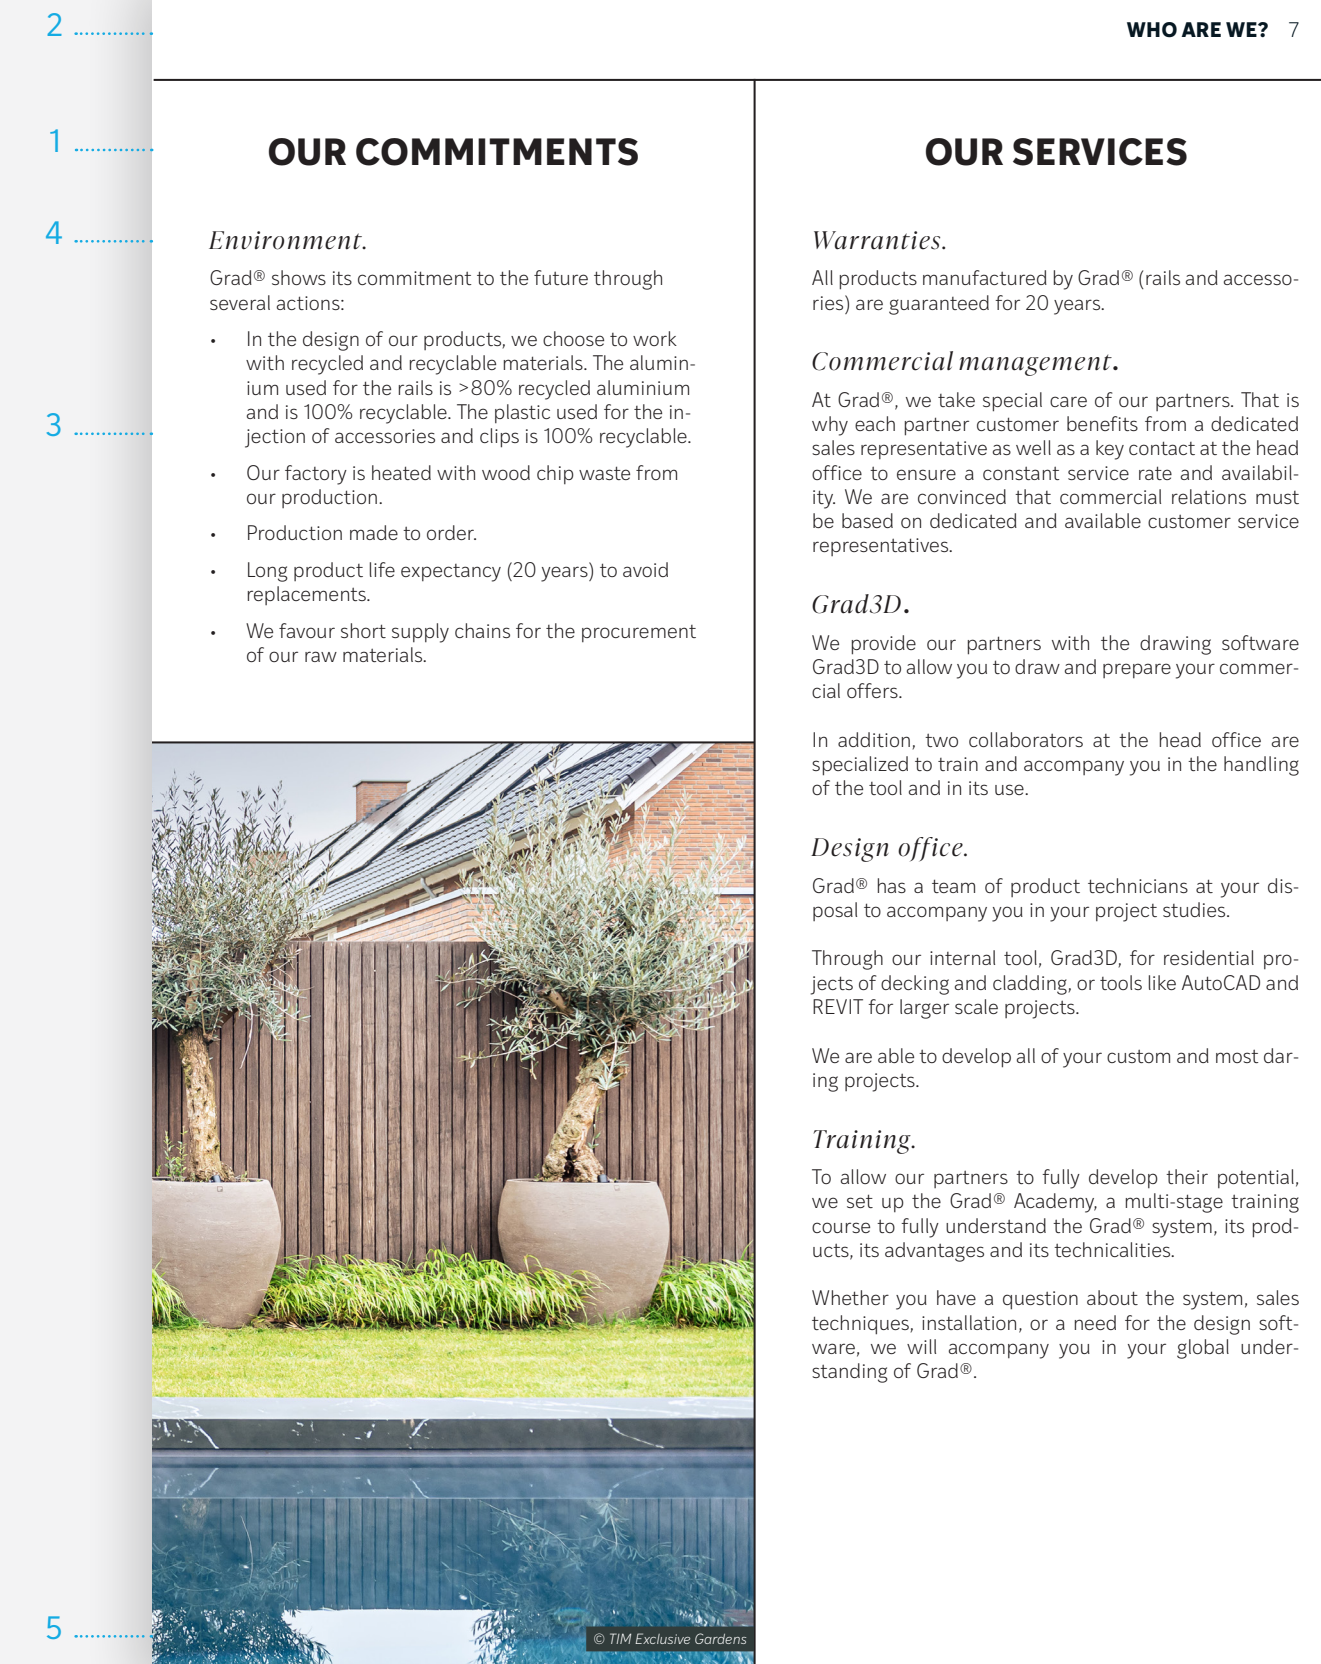 2 ..............
WHO ARE WE? 7
1 ..............
4 ..............
3 ..............
5 ..............
OUR COMMITMENTS
Environment.
Grad® shows its commitment to the future through
several actions:
• In the design of our products, we choose to work
with recycled and recyclable materials. The alumin-
ium used for the rails is >80% recycled aluminium
and is 100% recyclable. The plastic used for the in-
jection of accessories and clips is 100% recyclable.
• Our factory is heated with wood chip waste from
our production.
• Production made to order.
• Long product life expectancy (20 years) to avoid
replacements.
• We favour short supply chains for the procurement
of our raw materials.
© TIM Exclusive Gardens
OUR SERVICES
Warranties.
All products manufactured by Grad® (rails and accesso-
ries) are guaranteed for 20 years.
Commercial management.
At Grad®, we take special care of our partners. That is
why each partner customer benefits from a dedicated
sales representative as well as a key contact at the head
office to ensure a constant service rate and availabil-
ity. We are convinced that commercial relations must
be based on dedicated and available customer service
representatives.
Grad3D.
We provide our partners with the drawing software
Grad3D to allow you to draw and prepare your commer-
cial offers.
In addition, two collaborators at the head office are
specialized to train and accompany you in the handling
of the tool and in its use.
Design office.
Grad® has a team of product technicians at your dis-
posal to accompany you in your project studies.
Through our internal tool, Grad3D, for residential pro-
jects of decking and cladding, or tools like AutoCAD and
REVIT for larger scale projects.
We are able to develop all of your custom and most dar-
ing projects.
Training.
To allow our partners to fully develop their potential,
we set up the Grad® Academy, a multi-stage training
course to fully understand the Grad® system, its prod-
ucts, its advantages and its technicalities.
Whether you have a question about the system, sales
techniques, installation, or a need for the design soft-
ware, we will accompany you in your global under-
standing of Grad®.